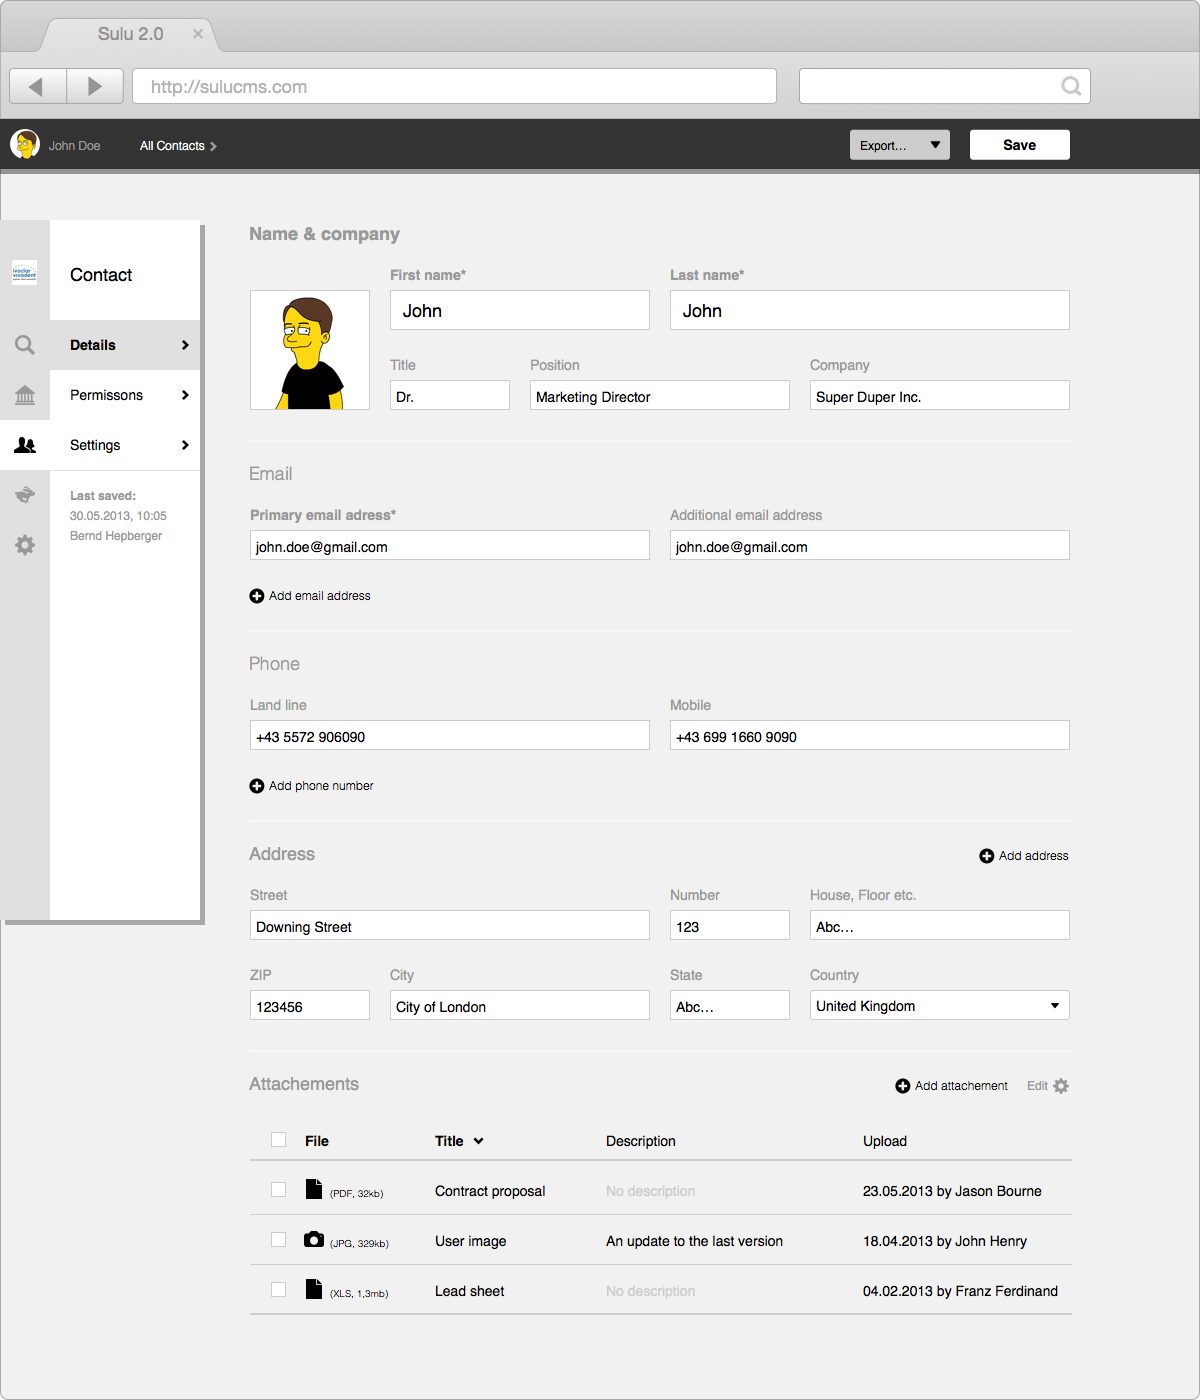 Sulu 2.0
http://sulucms.com
John Doe
All Contacts
Export...
Save
ivoclar
vivadent
Contact
Details
Permissons
Settings
Last saved:
30.05.2013, 10:05
Bernd Hepberger
Name & company
First name*
Last name*
John
John
Title
Position
Company
Dr.
Marketing Director
Super Duper Inc.
Email
Primary email adress*
Additional email address
john.doe@gmail.com
john.doe@gmail.com
Add email address
Phone
Land line
Mobile
+43 5572 906090
+43 699 1660 9090
Add phone number
Address
Add address
Street
Number
House, Floor etc.
Downing Street
123
Abc...
ZIP
City
State
Country
123456
City of London
Abc...
United Kingdom
Attachements
Add attachement
Edit
File Title Description Upload
(PDF, 32kb) Contract proposal No description 23.05.2013 by Jason Bourne
(JPG, 329kb) User image An update to the last version 18.04.2013 by John Henry
(XLS, 1,3mb) Lead sheet No description 04.02.2013 by Franz Ferdinand